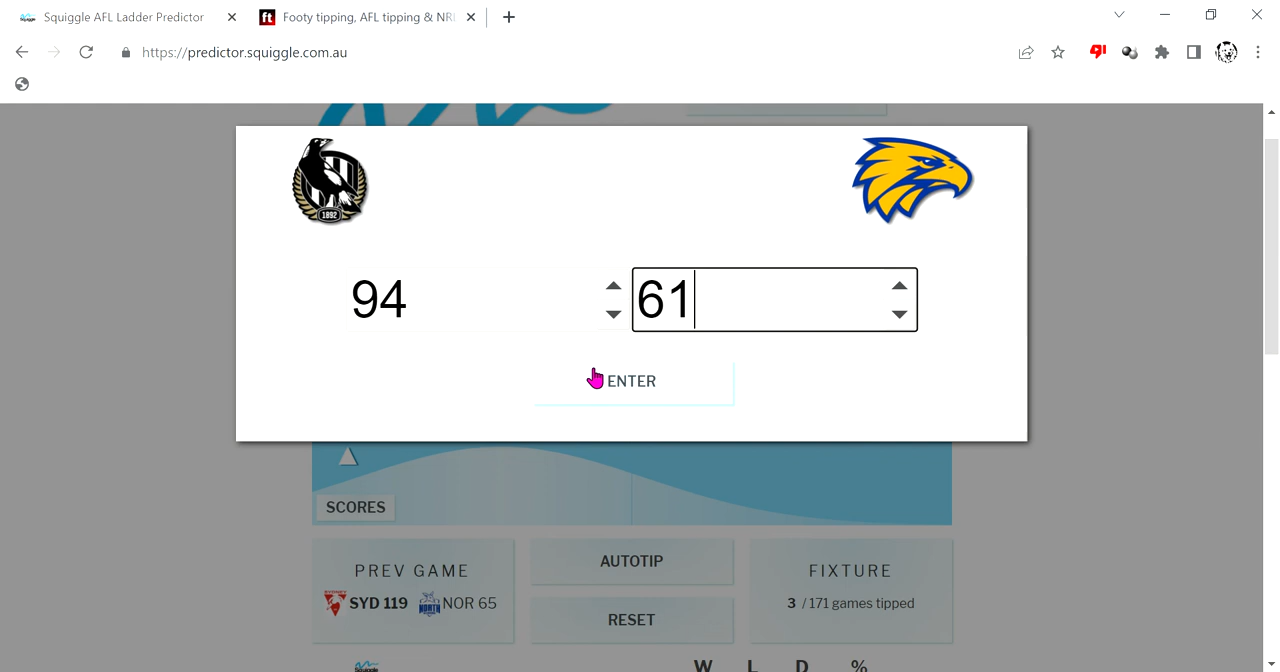 Squiggle AFL Ladder Predictor
Footy tipping, AFL tipping & NRL
https://predictor.squiggle.com.au
1892
94
61
ENTER
SCORES
PREV GAME
SYD 119 NOR 65
AUTOTIP
RESET
FIXTURE
3 / 171 games tipped
W L D %